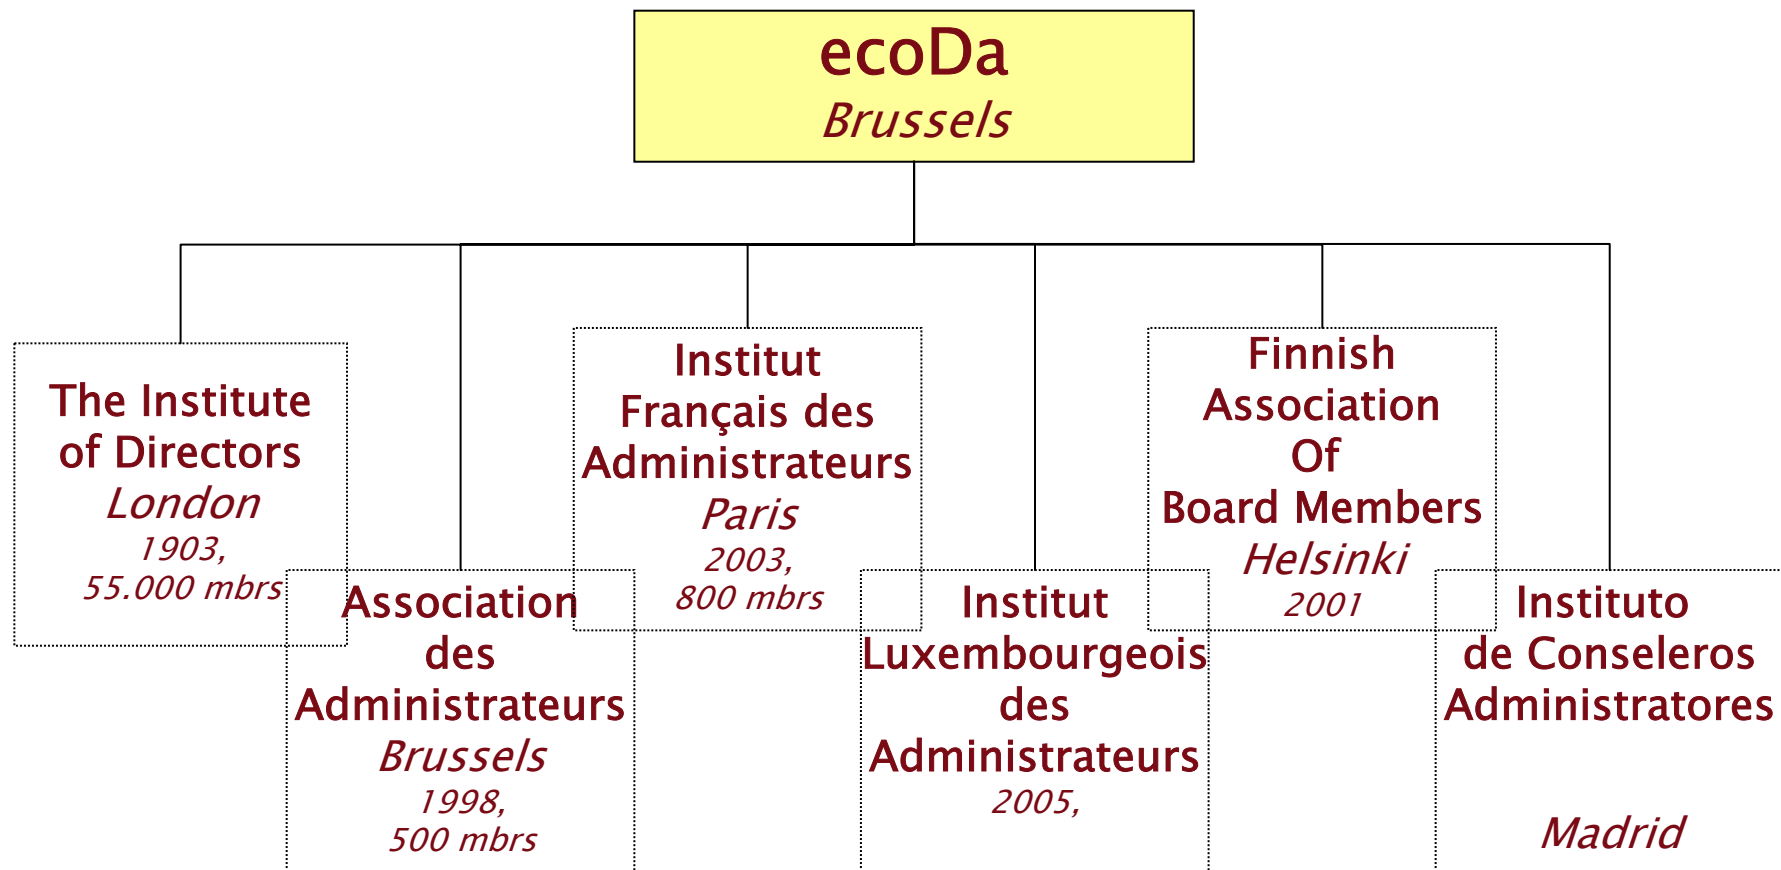 ecoDa
Brussels
The Institute
of Directors
London
1903,
55.000 mbrs
Association
des
Administrateurs
Brussels
1998,
500 mbrs
Institut
Français des
Administrateurs
Paris
2003,
800 mbrs
Institut
Luxembourgeois
des
Administrateurs
2005,
Finnish
Association
Of
Board Members
Helsinki
2001
Instituto
de Conseleros
Administratores
Madrid